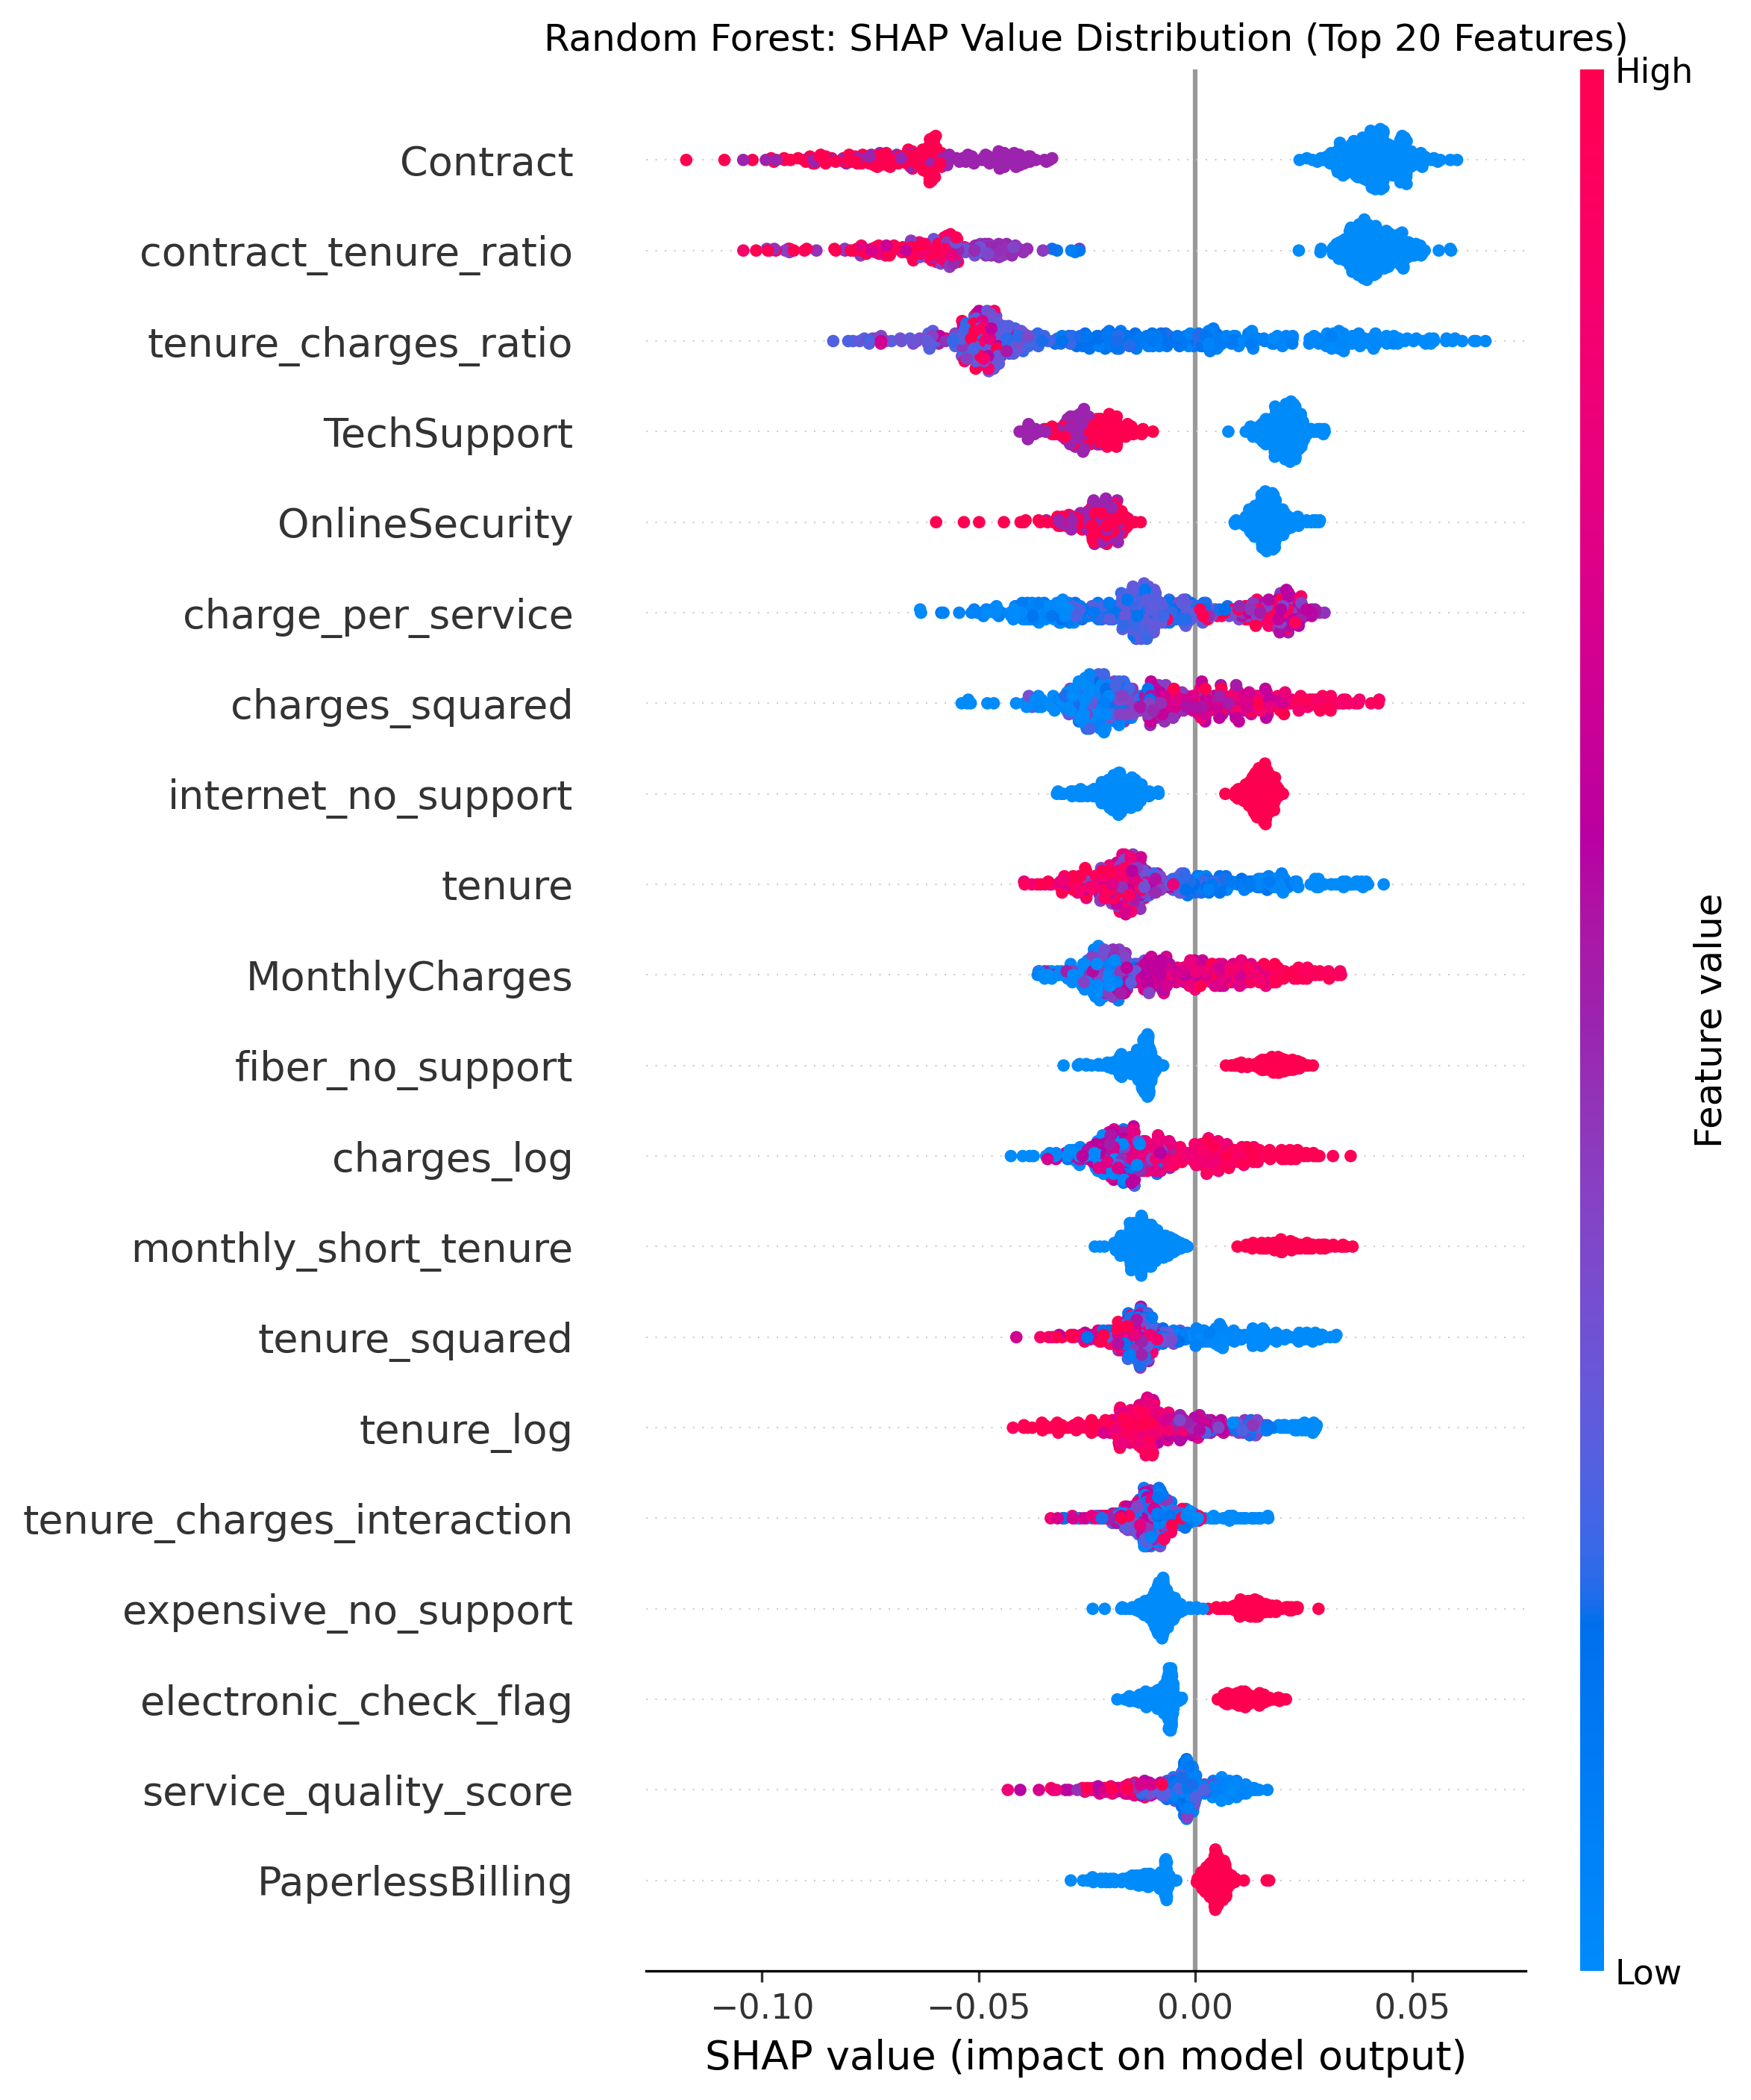 Random Forest: SHAP Value Distribution (Top 20 Features)
High
Contract
contract_tenure_ratio
tenure_charges_ratio
TechSupport
OnlineSecurity
charge_per_service
charges_squared
internet_no_support
tenure
MonthlyCharges
fiber_no_support
charges_log
monthly_short_tenure
tenure_squared
tenure_log
tenure_charges_interaction
expensive_no_support
electronic_check_flag
service_quality_score
PaperlessBilling
Feature value
Low
−0.10 −0.05 0.00 0.05
SHAP value (impact on model output)